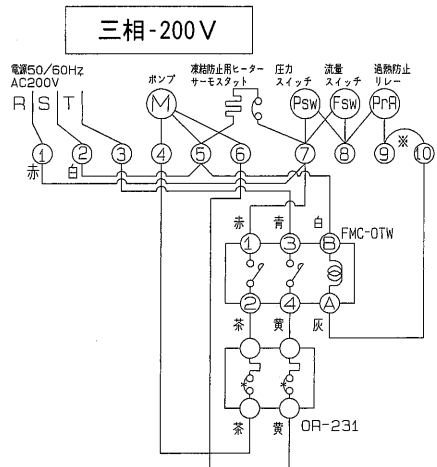 三相-200V
電源50/60Hz
AC200V
R S T
ポンプ
M
凍結防止用ヒーター
サーモスタット
圧力
スイッチ
Psw
流量
スイッチ
Fsw
過熱防止
リレー
PrR
1 2 3 4 5 6 7 8 9 ※ 10
赤 白
赤 青 白
1 3 B FMC-OTW
2 4 A
茶 黄 灰
* *
茶 黄 OR-231